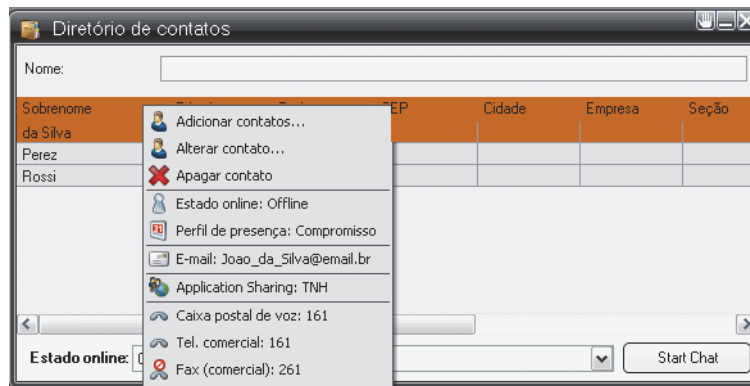 Diretório de contatos
Nome:
Sobrenome EP Cidade Empresa Seção
da Silva
Perez
Rossi
Adicionar contatos...
Alterar contato...
Apagar contato
Estado online: Offline
Perfil de presença: Compromisso
E-mail: Joao_da_Silva@email.br
Application Sharing: TNH
Caixa postal de voz: 161
Tel. comercial: 161
Fax (comercial): 261
Estado online: Start Chat